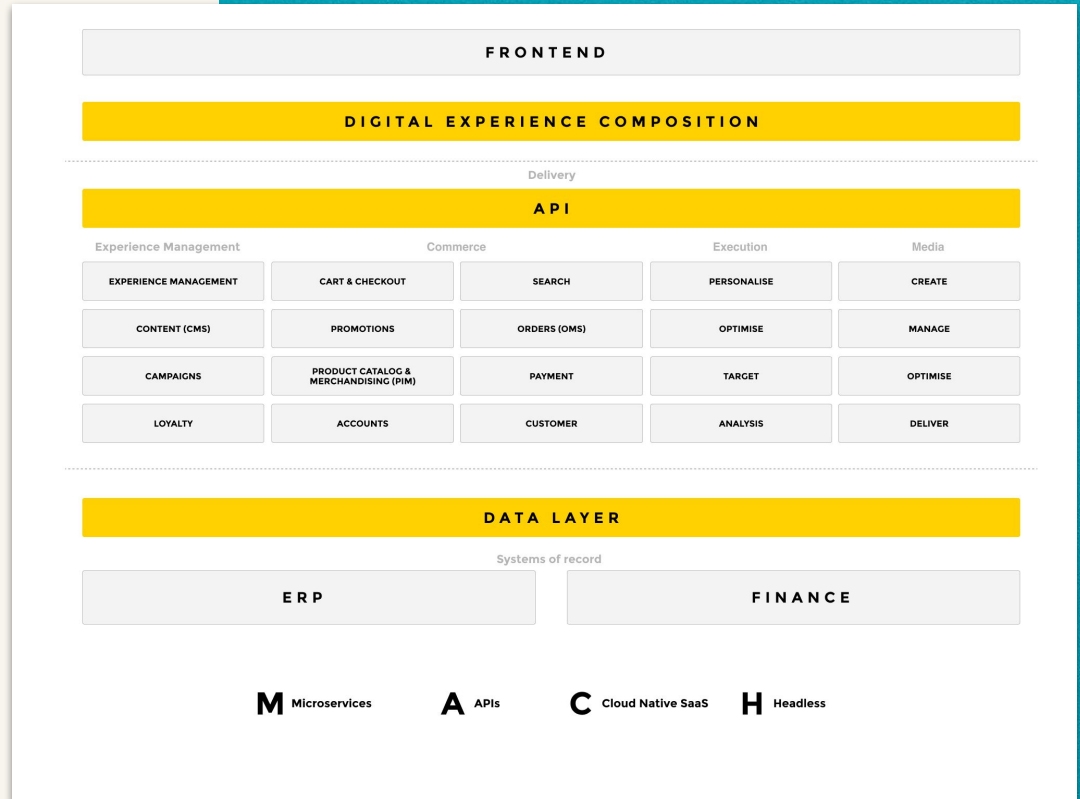 FRONTEND
DIGITAL EXPERIENCE COMPOSITION
Delivery
API
Experience Management Commerce Execution Media
EXPERIENCE MANAGEMENT CART & CHECKOUT SEARCH PERSONALISE CREATE
CONTENT (CMS) PROMOTIONS ORDERS (OMS) OPTIMISE MANAGE
CAMPAIGNS PRODUCT CATALOG &
MERCHANDISING (PIM) PAYMENT TARGET OPTIMISE
LOYALTY ACCOUNTS CUSTOMER ANALYSIS DELIVER
DATA LAYER
Systems of record
ERP FINANCE
M Microservices A APIs C Cloud Native SaaS H Headless